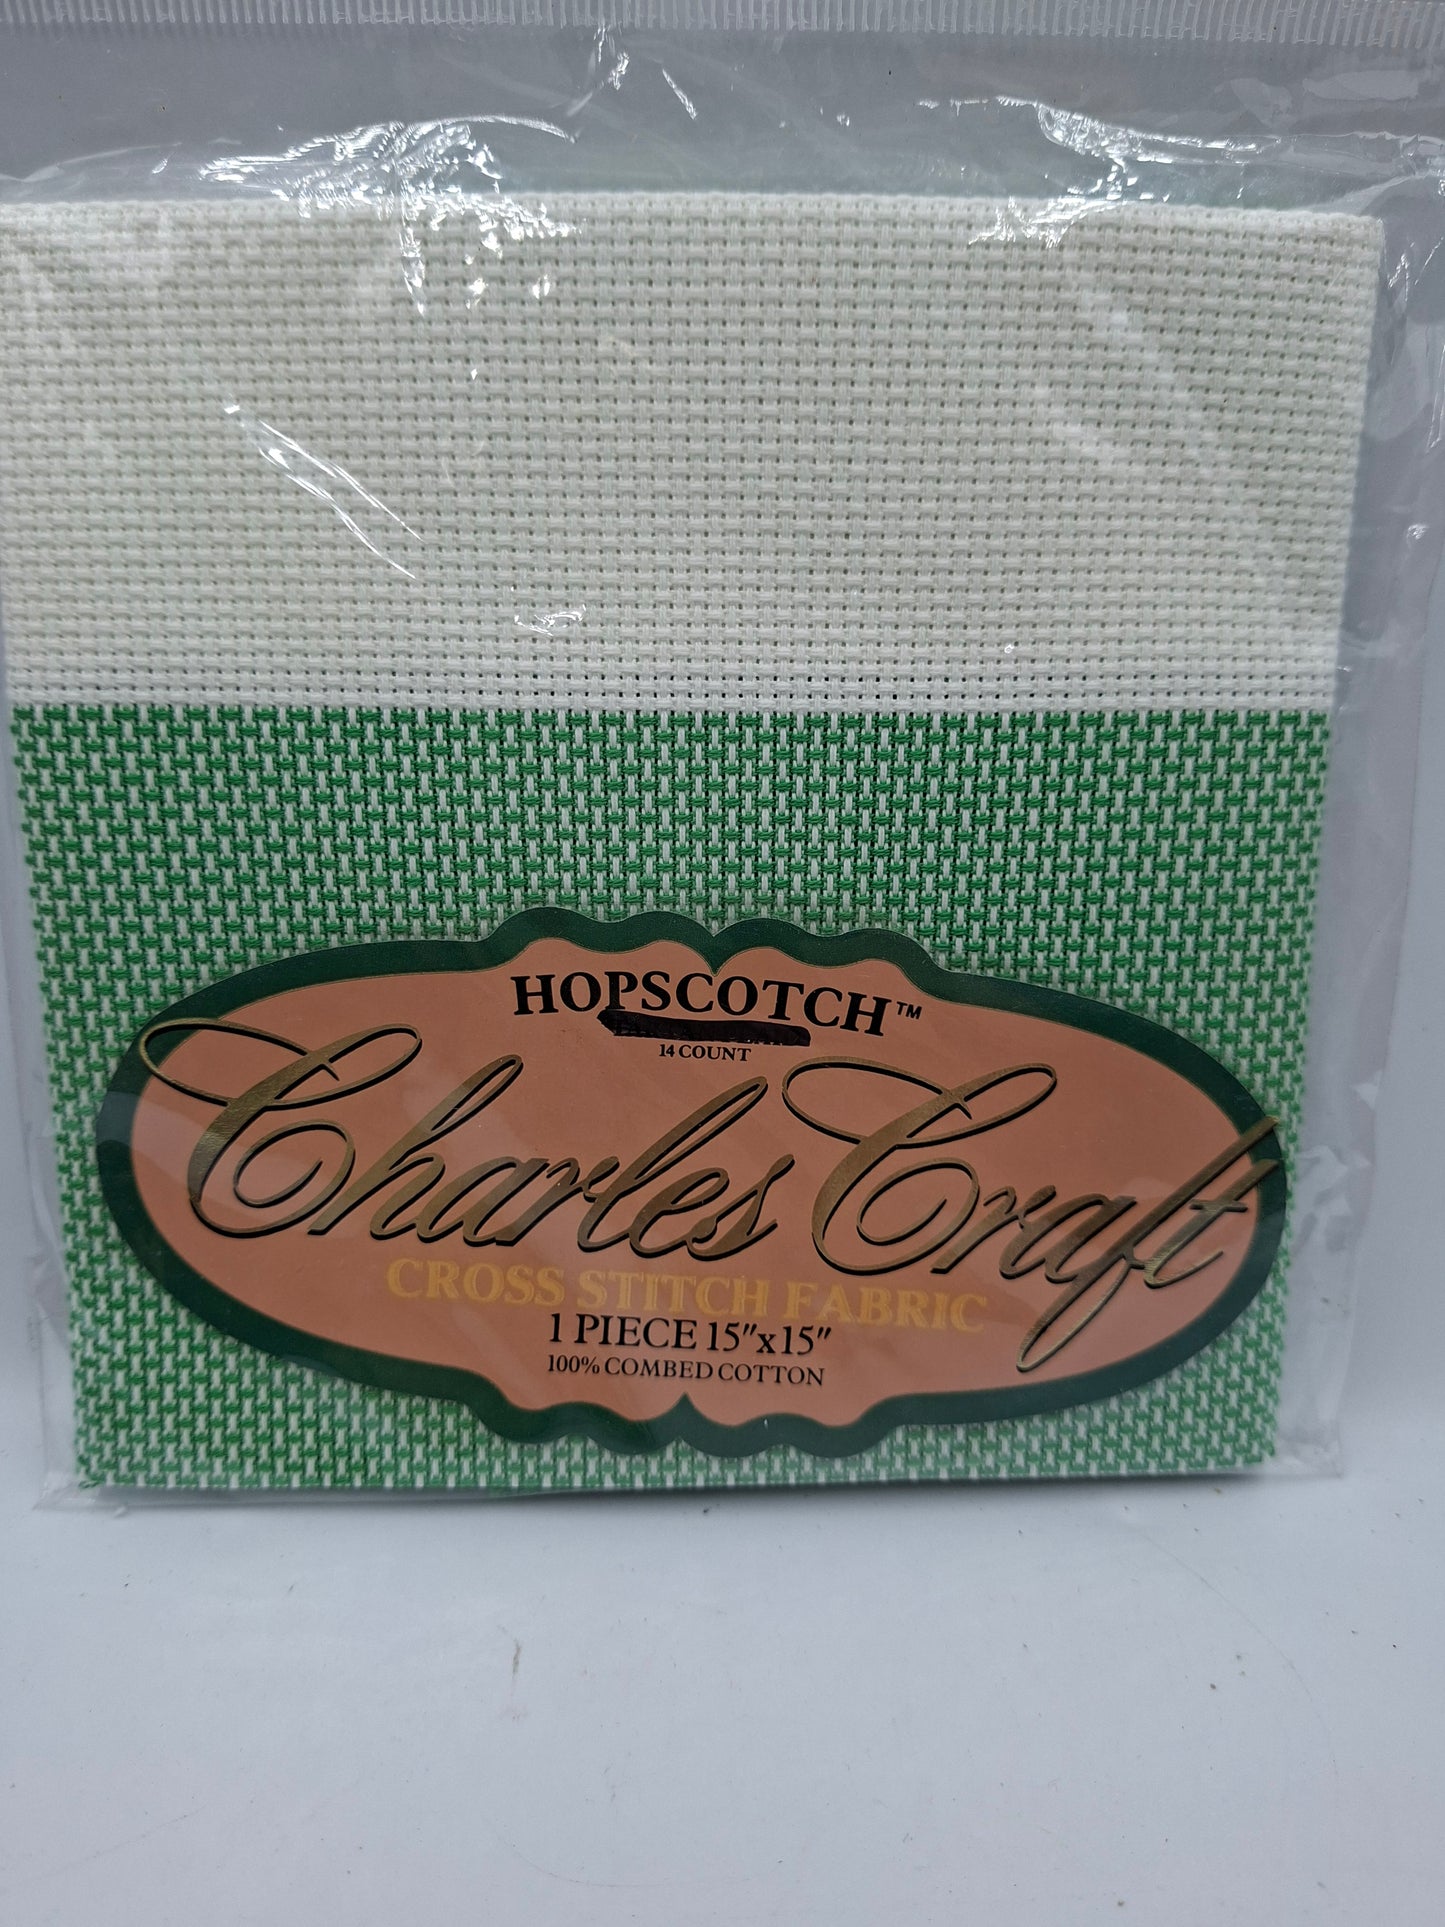 HOPSCOTCH™
14 COUNT
Charles Craft
CROSS STITCH FABRIC
1 PIECE 15"x15"
100% COMBED COTTON